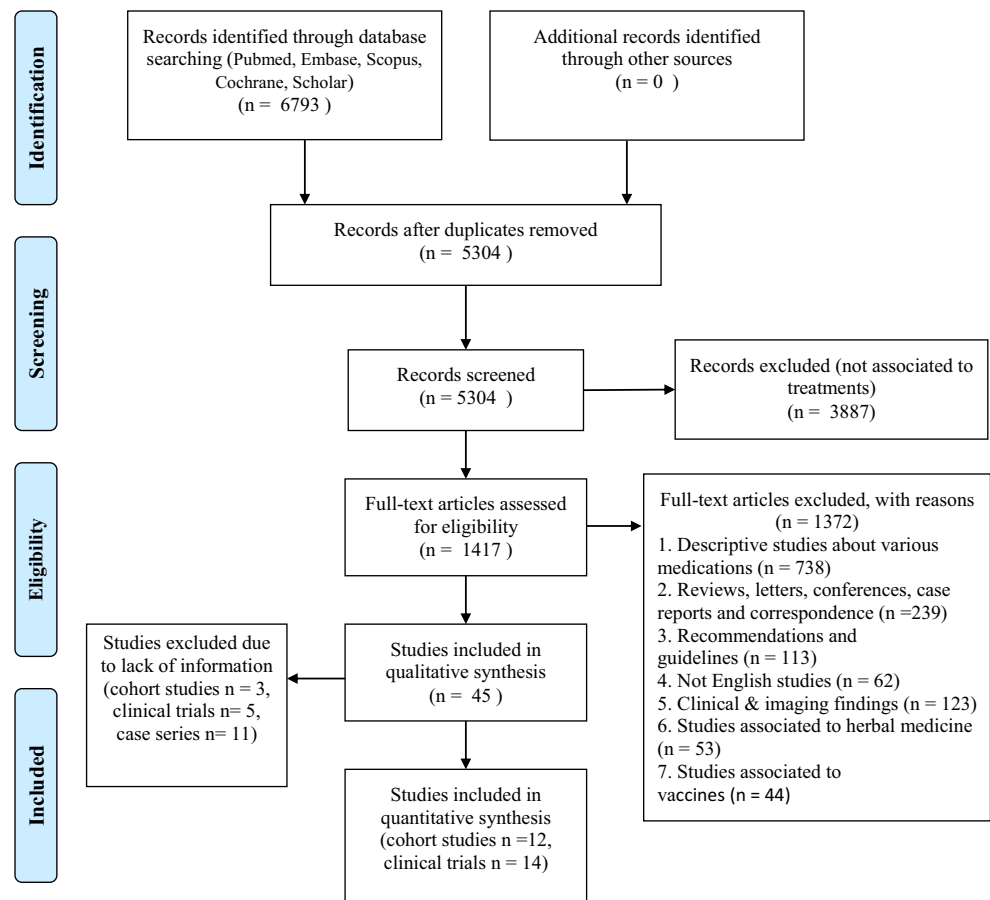 Identification
Records identified through database
searching (Pubmed, Embase, Scopus,
Cochrane, Scholar)
(n = 6793 )
Additional records identified
through other sources
(n = 0 )
Records after duplicates removed
(n = 5304 )
Screening
Records screened
(n = 5304 )
Records excluded (not associated to
treatments)
(n = 3887)
Eligibility
Full-text articles assessed
for eligibility
(n = 1417 )
Full-text articles excluded, with reasons
(n = 1372)
1. Descriptive studies about various
medications (n = 738)
2. Reviews, letters, conferences, case
reports and correspondence (n =239)
3. Recommendations and
guidelines (n = 113)
4. Not English studies (n = 62)
5. Clinical & imaging findings (n = 123)
6. Studies associated to herbal medicine
(n = 53)
7. Studies associated to
vaccines (n = 44)
Studies excluded due
to lack of information
(cohort studies n = 3,
clinical trials n= 5,
case series n= 11)
Studies included in
qualitative synthesis
(n = 45 )
Included
Studies included in
quantitative synthesis
(cohort studies n =12,
clinical trials n = 14)